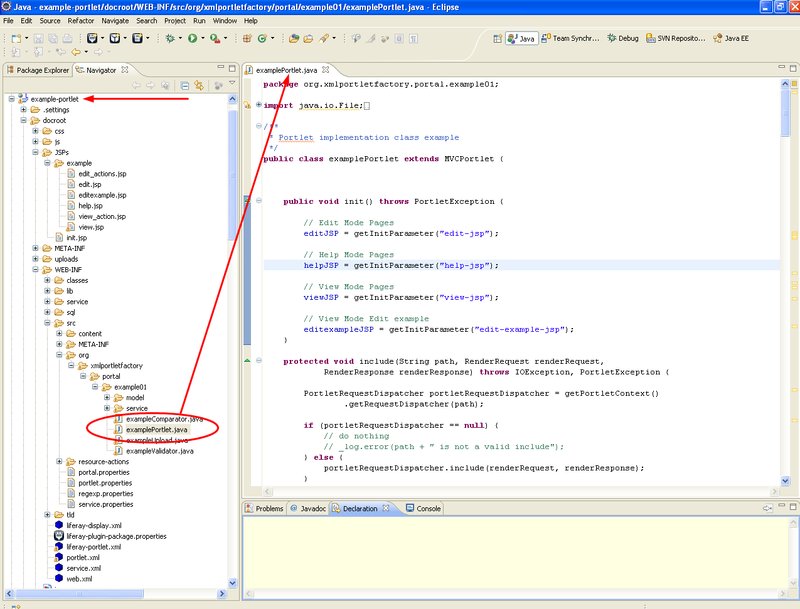 Java - example-portlet/docroot/WEB-INF/src/org/xmlportletfactory/portal/example01/examplePortlet.java - Eclipse
File Edit Source Refactor Navigate Search Project Run Window Help
Java Team Synchr... Debug SVN Reposito... Java EE
Package Explorer Navigator
example-portlet
.settings
docroot
css
js
JSPs
example
edit_actions.jsp
edit.jsp
editexample.jsp
help.jsp
view_action.jsp
view.jsp
init.jsp
META-INF
uploads
WEB-INF
classes
lib
service
sql
src
content
META-INF
org
xmlportletfactory
portal
example01
model
service
exampleComparator.java
examplePortlet.java
exampleUpload.java
exampleValidator.java
resource-actions
portal.properties
portlet.properties
regexp.properties
service.properties
tld
liferay-display.xml
liferay-plugin-package.properties
liferay-portlet.xml
portlet.xml
service.xml
web.xml
examplePortlet.java
package org.xmlportletfactory.portal.example01;
import java.io.File;
/**
* Portlet implementation class example
*/
public class examplePortlet extends MVCPortlet {
public void init() throws PortletException {
// Edit Mode Pages
editJSP = getInitParameter("edit-jsp");
// Help Mode Pages
helpJSP = getInitParameter("help-jsp");
// View Mode Pages
viewJSP = getInitParameter("view-jsp");
// View Mode Edit example
editexampleJSP = getInitParameter("edit-example-jsp");
}
protected void include(String path, RenderRequest renderRequest,
RenderResponse renderResponse) throws IOException, PortletException {
PortletRequestDispatcher portletRequestDispatcher = getPortletContext()
.getRequestDispatcher(path);
if (portletRequestDispatcher == null) {
// do nothing
// _log.error(path + " is not a valid include");
} else {
portletRequestDispatcher.include(renderRequest, renderResponse);
}
Problems @ Javadoc Declaration Console